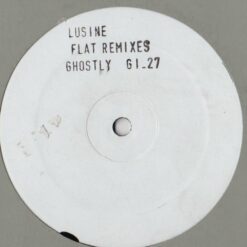 LUSINE
FLAT REMIXES
GHOSTLY GI_27